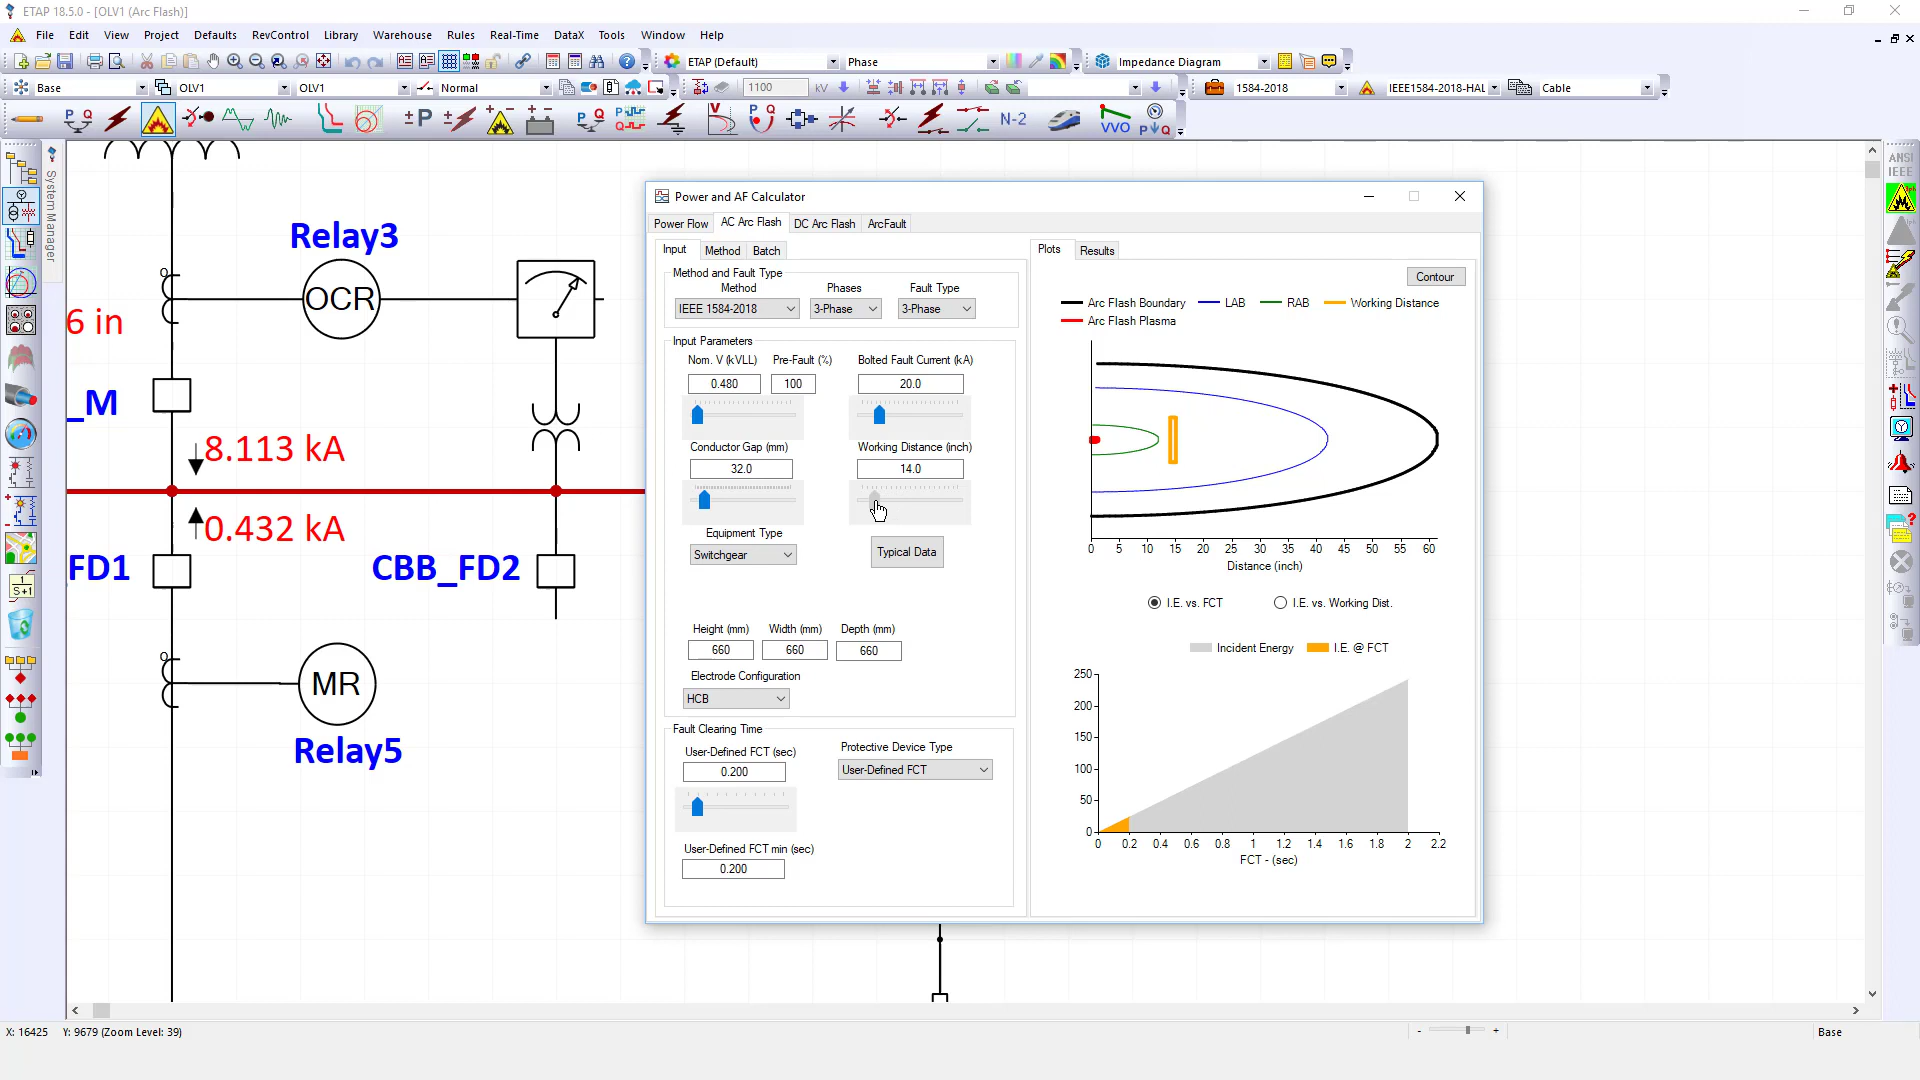 ETAP 18.5.0 - [OLV1 (Arc Flash)]
File Edit View Project Defaults RevControl Library Warehouse Rules Real-Time DataX Tools Window Help
ETAP (Default) Phase Impedance Diagram
Base OLV1 OLV1 Normal 1100 kV 1584-2018 IEEE1584-2018-HAL Cable
P Q P P Q V P Q N-2 VVO P Q
System Manager
ANSI
IEEE
Relay3
OCR
6 in
_M
8.113 kA
0.432 kA
_FD1
CBB_FD2
MR
Relay5
1
S+1
Power and AF Calculator
Power Flow AC Arc Flash DC Arc Flash ArcFault
Input Method Batch
Method and Fault Type
Method Phases Fault Type
IEEE 1584-2018 3-Phase 3-Phase
Input Parameters
Nom. V (kVLL) Pre-Fault (%) Bolted Fault Current (kA)
0.480 100 20.0
Conductor Gap (mm) Working Distance (inch)
32.0 14.0
Equipment Type
Switchgear Typical Data
Height (mm) Width (mm) Depth (mm)
660 660 660
Electrode Configuration
HCB
Fault Clearing Time
User-Defined FCT (sec) Protective Device Type
0.200 User-Defined FCT
User-Defined FCT min (sec)
0.200
Plots Results
Contour
Arc Flash Boundary LAB RAB Working Distance
Arc Flash Plasma
0 5 10 15 20 25 30 35 40 45 50 55 60
Distance (inch)
I.E. vs. FCT I.E. vs. Working Dist.
Incident Energy I.E. @ FCT
250
200
150
100
50
0
0 0.2 0.4 0.6 0.8 1 1.2 1.4 1.6 1.8 2 2.2
FCT - (sec)
X: 16425 Y: 9679 (Zoom Level: 39) - + Base